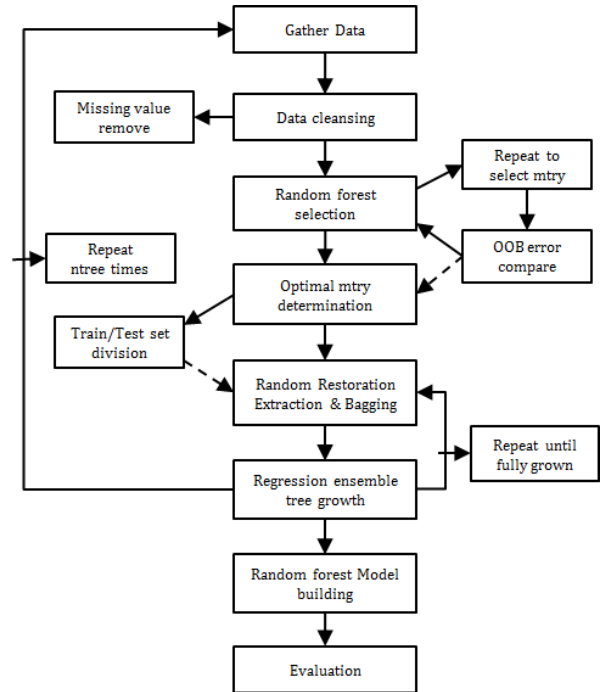 Gather Data
Missing value
remove
Data cleansing
Repeat to
select mtry
Random forest
selection
Repeat
ntree times
OOB error
compare
Optimal mtry
determination
Train/Test set
division
Random Restoration
Extraction & Bagging
Repeat until
fully grown
Regression ensemble
tree growth
Random forest Model
building
Evaluation